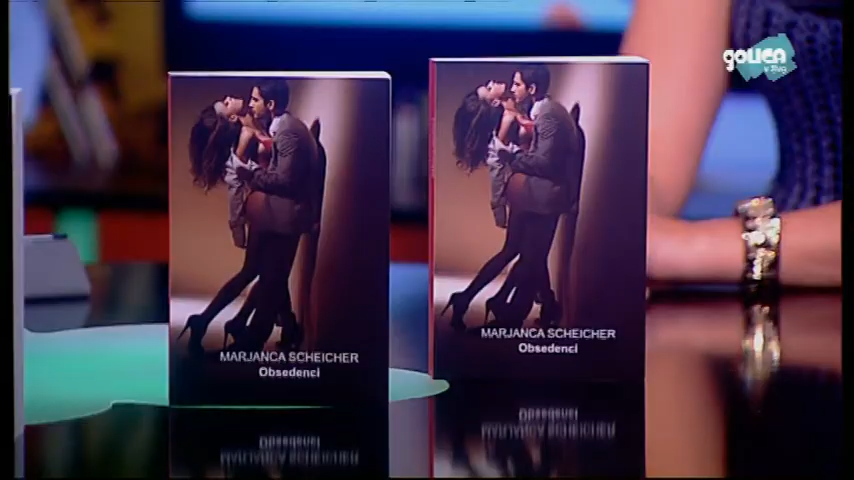 GOLICA
MARJANCA SCHEICHER
Obsedenci
MARJANCA SCHEICHER
Obsedenci